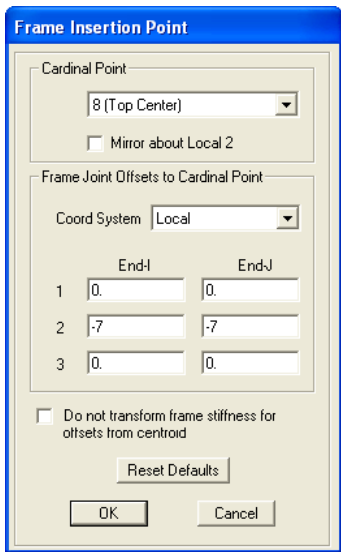 Frame Insertion Point
Cardinal Point
8 (Top Center)
Mirror about Local 2
Frame Joint Offsets to Cardinal Point
Coord System Local
End-I End-J
1 0. 0.
2 -7 -7
3 0. 0.
Do not transform frame stiffness for
offsets from centroid
Reset Defaults
OK Cancel